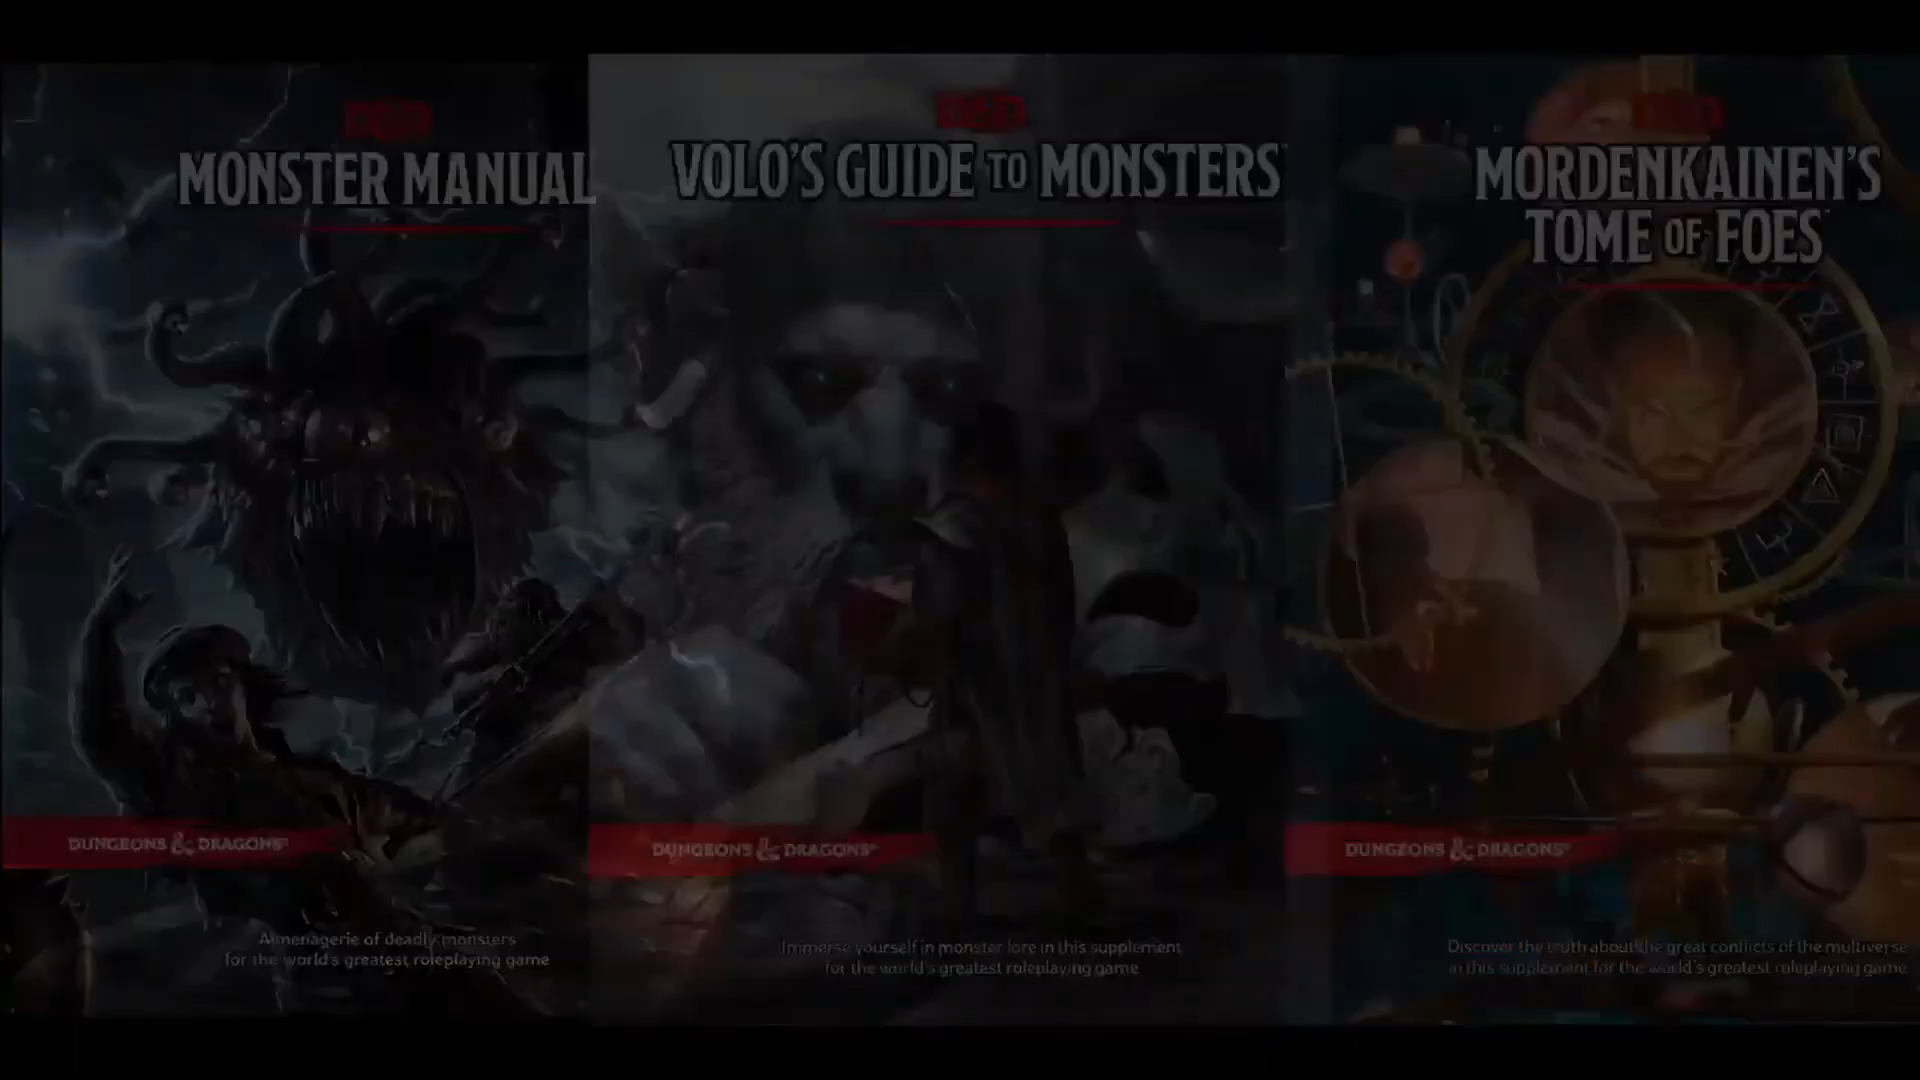 D&D
MONSTER MANUAL
DUNGEONS & DRAGONS®
A menagerie of deadly monsters
for the world's greatest roleplaying game
D&D
VOLO'S GUIDE TO MONSTERS
DUNGEONS & DRAGONS®
Immerse yourself in monster lore in this supplement
for the world's greatest roleplaying game
D&D
MORDENKAINEN'S
TOME OF FOES
DUNGEONS & DRAGONS®
Discover the truth about the great conflicts of the multiverse
in this supplement for the world's greatest roleplaying game